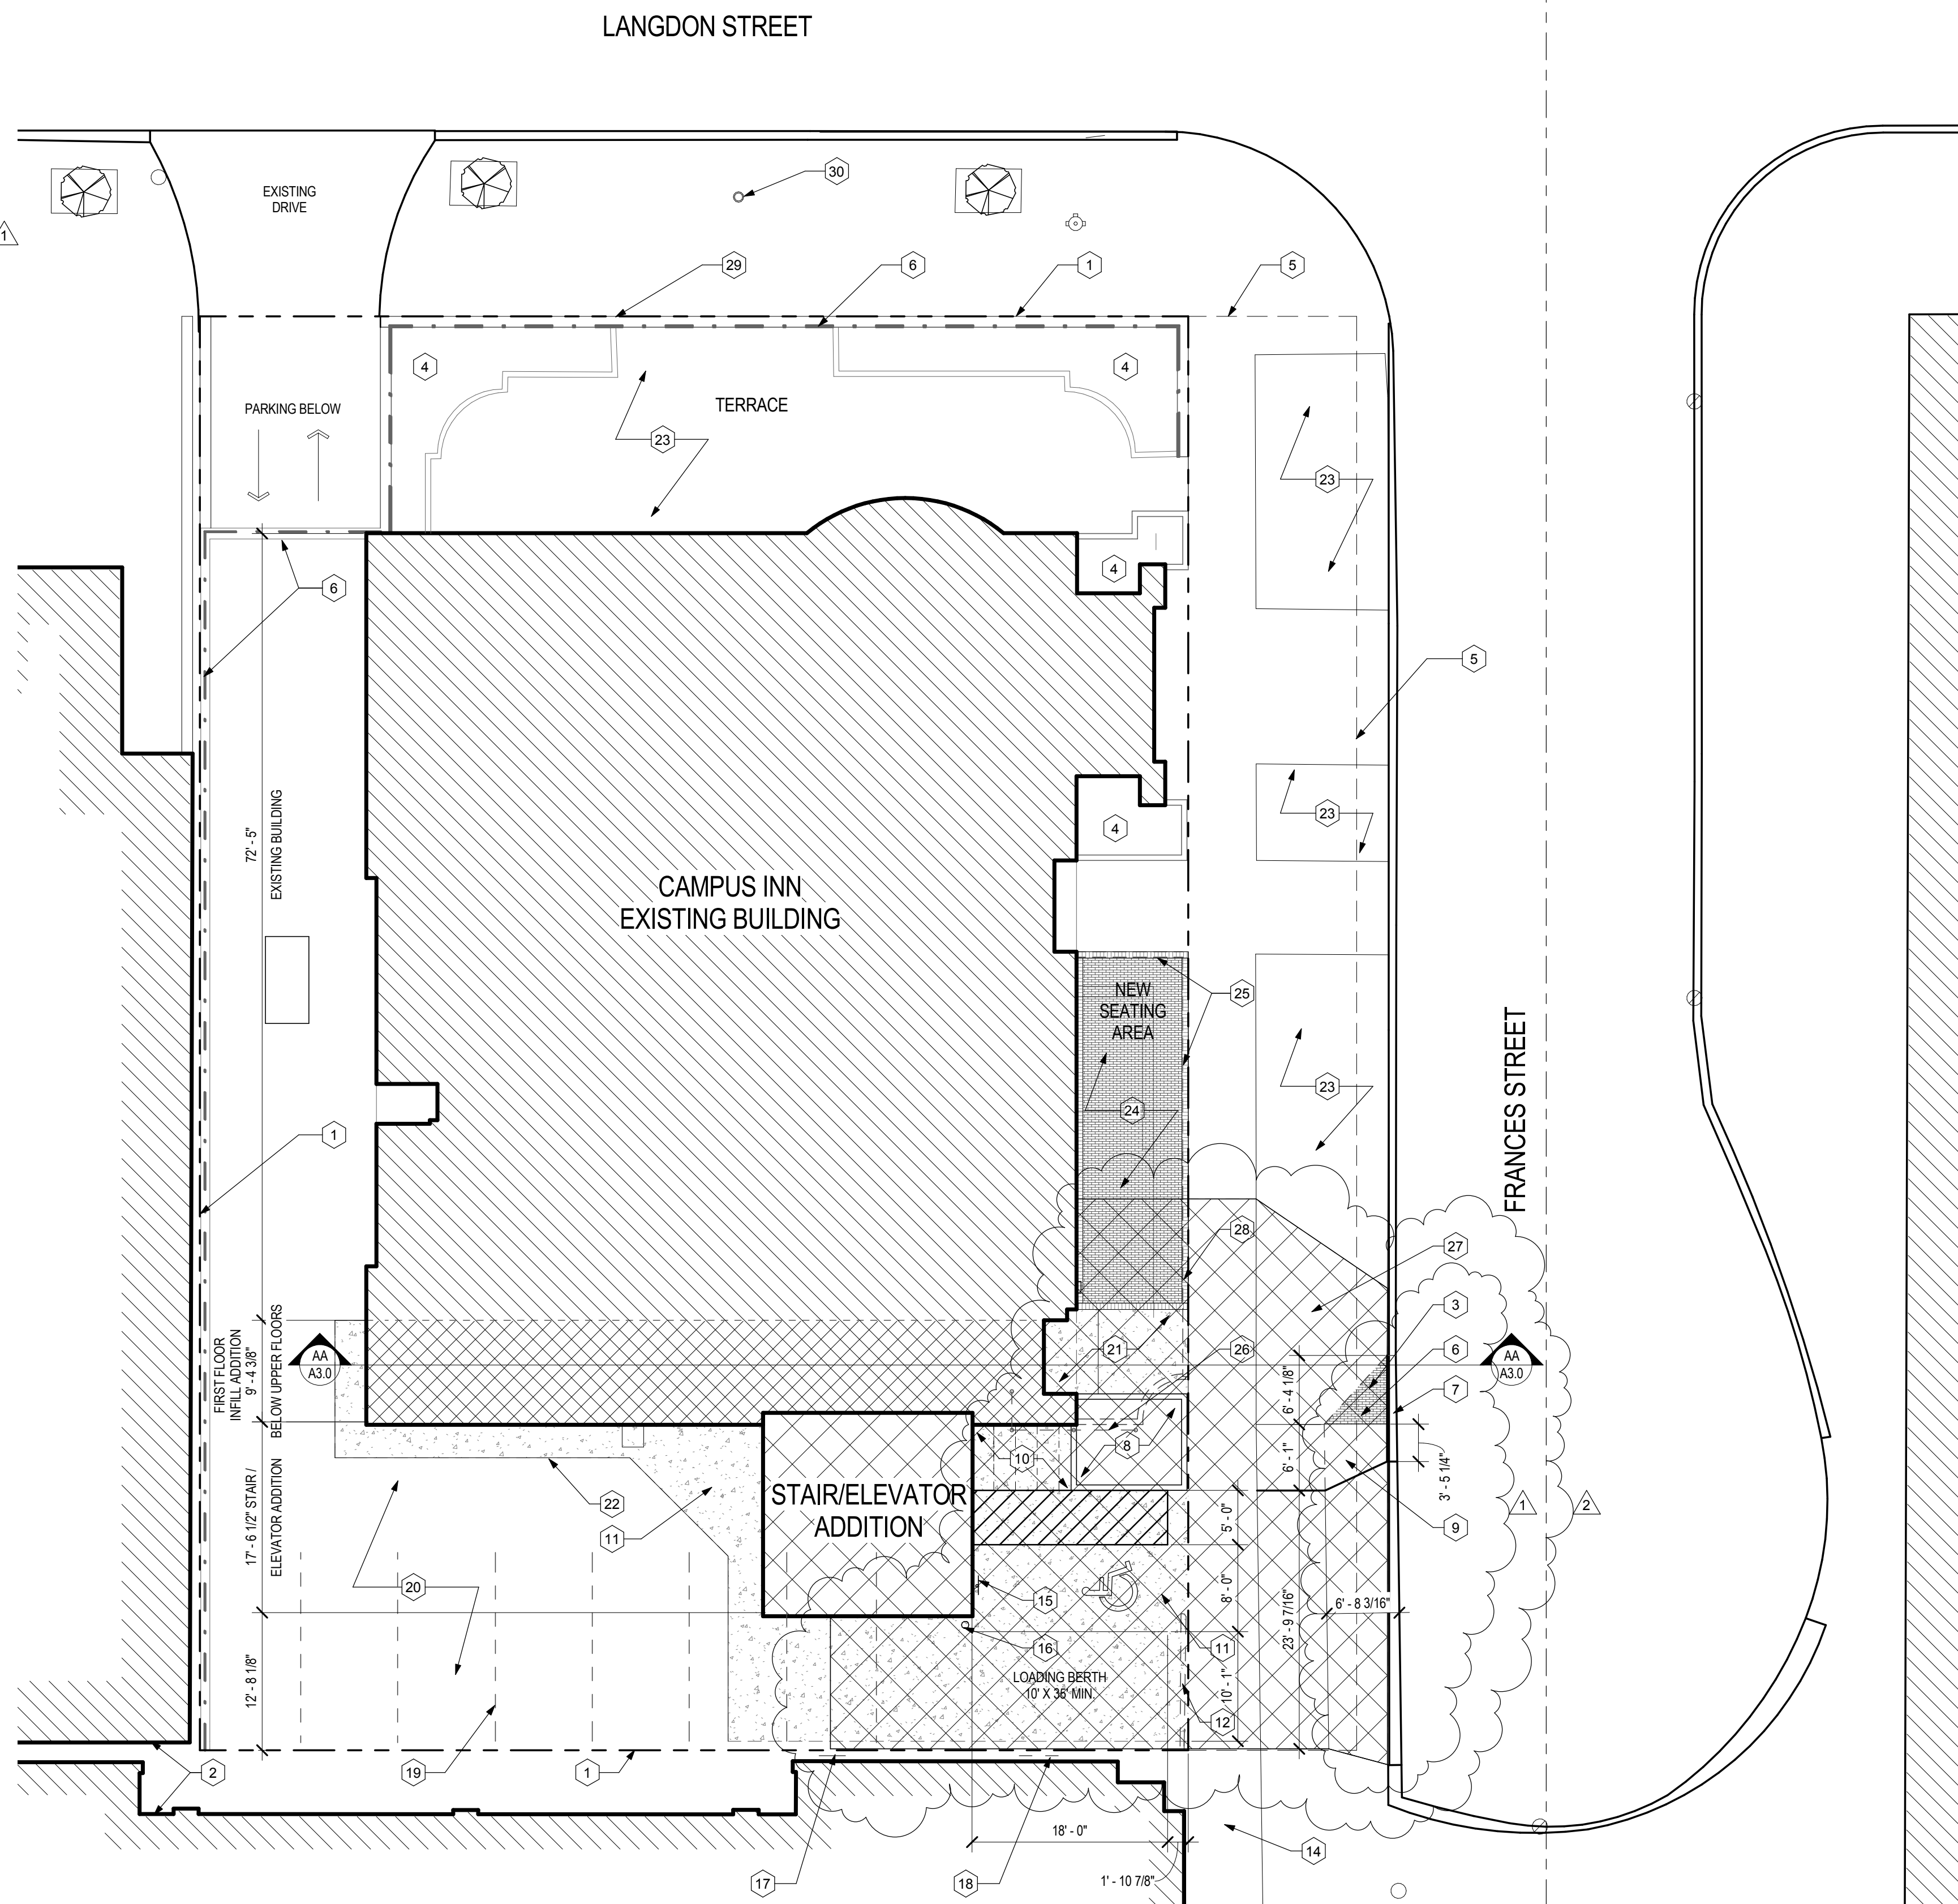 LANGDON STREET
30
EXISTING
DRIVE
1
29
6
1
5
4
4
PARKING BELOW
TERRACE
23
23
4
6
5
72' - 5"
EXISTING BUILDING
23
4
CAMPUS INN
EXISTING BUILDING
NEW
SEATING
AREA
25
FRANCES STREET
23
24
1
28
27
3
FIRST FLOOR
INFILL ADDITION
9' - 4 3/8"
BELOW UPPER FLOORS
AA
A3.0
21
26
6' - 4 1/8"
6
AA
A3.0
7
8
10
6' - 1"
3' - 5 1/4"
17' - 6 1/2" STAIR /
ELEVATOR ADDITION
STAIR/ELEVATOR
ADDITION
22
11
5' - 0"
9
1
2
20
15
8' - 0"
23' - 9 7/16"
6' - 8 3/16"
16
11
12' - 8 1/8"
LOADING BERTH
10' X 35' MIN.
10' - 1"
12
2
19
1
18' - 0"
14
17
18
1' - 10 7/8"